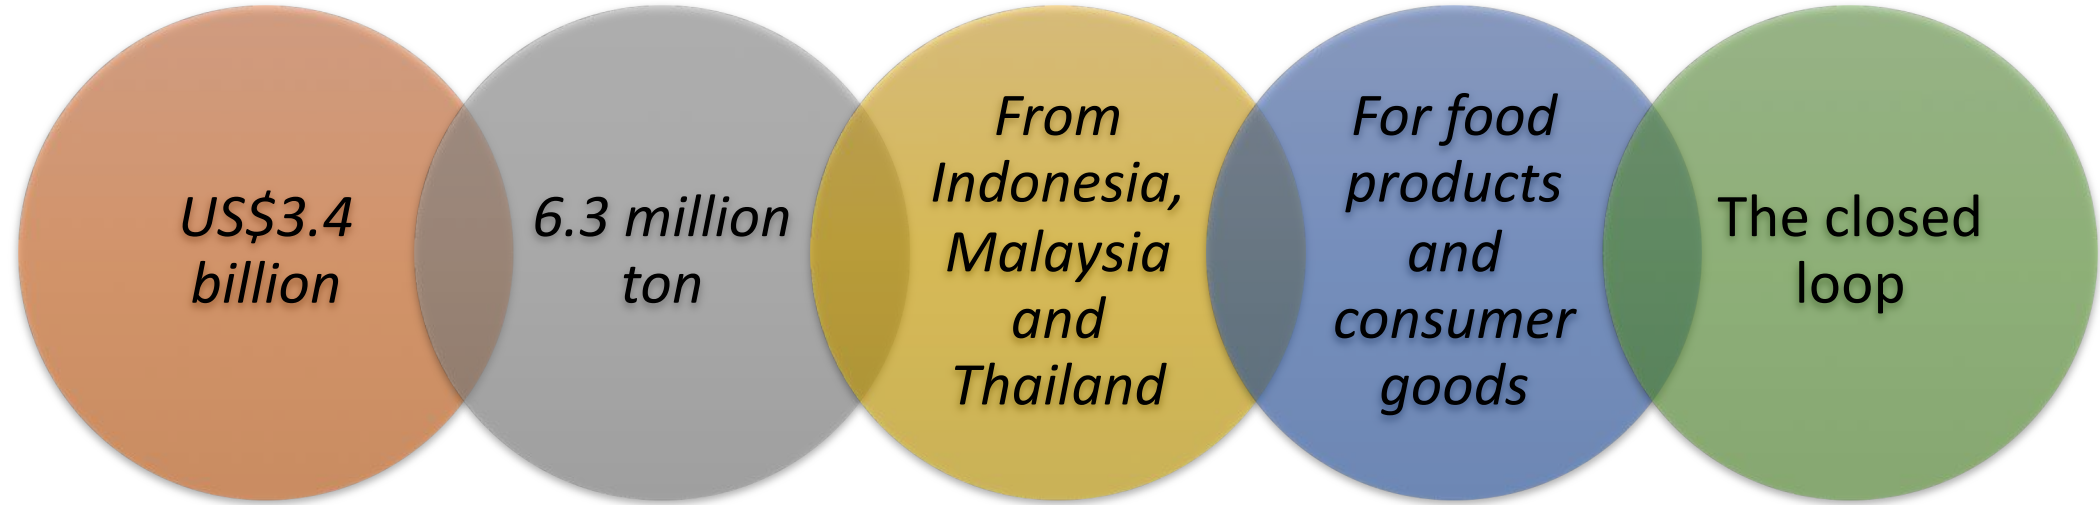 US$3.4
billion
6.3 million
ton
From
Indonesia,
Malaysia
and
Thailand
For food
products
and
consumer
goods
The closed
loop